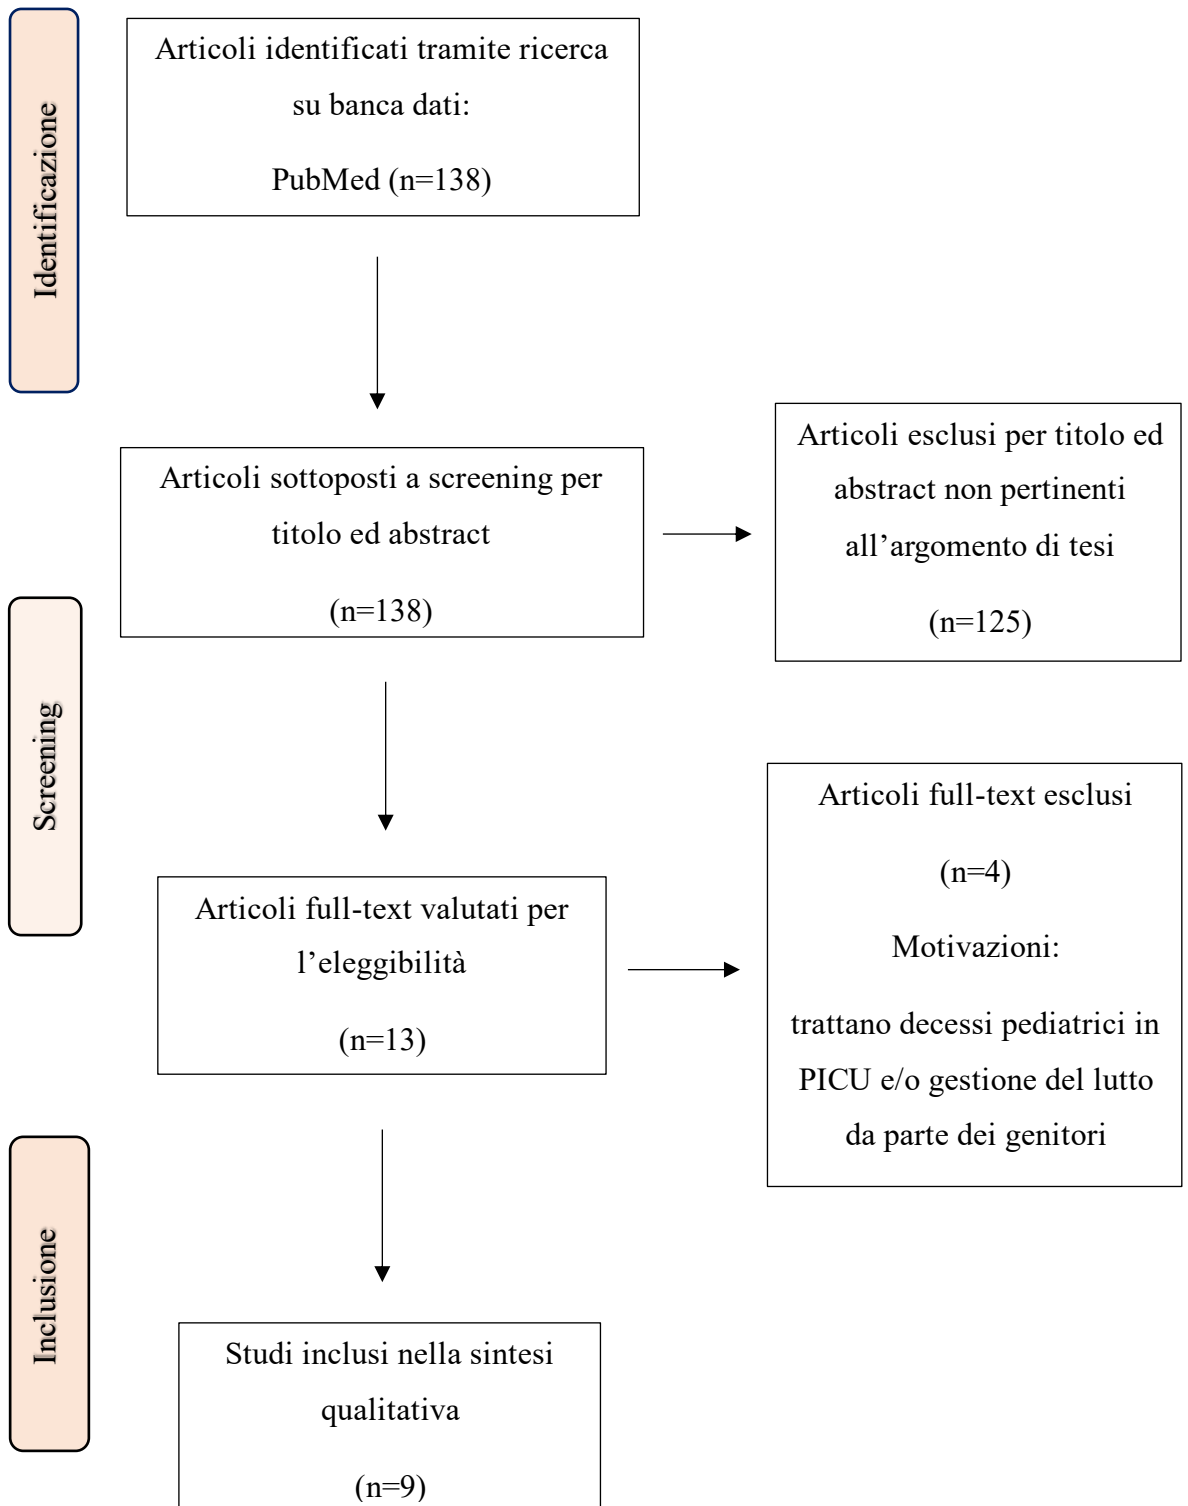 Identificazione
Articoli identificati tramite ricerca
su banca dati:
PubMed (n=138)
Articoli sottoposti a screening per
titolo ed abstract
(n=138)
Articoli esclusi per titolo ed
abstract non pertinenti
all’argomento di tesi
(n=125)
Screening
Articoli full-text valutati per
l’eleggibilità
(n=13)
Articoli full-text esclusi
(n=4)
Motivazioni:
trattano decessi pediatrici in
PICU e/o gestione del lutto
da parte dei genitori
Inclusione
Studi inclusi nella sintesi
qualitativa
(n=9)